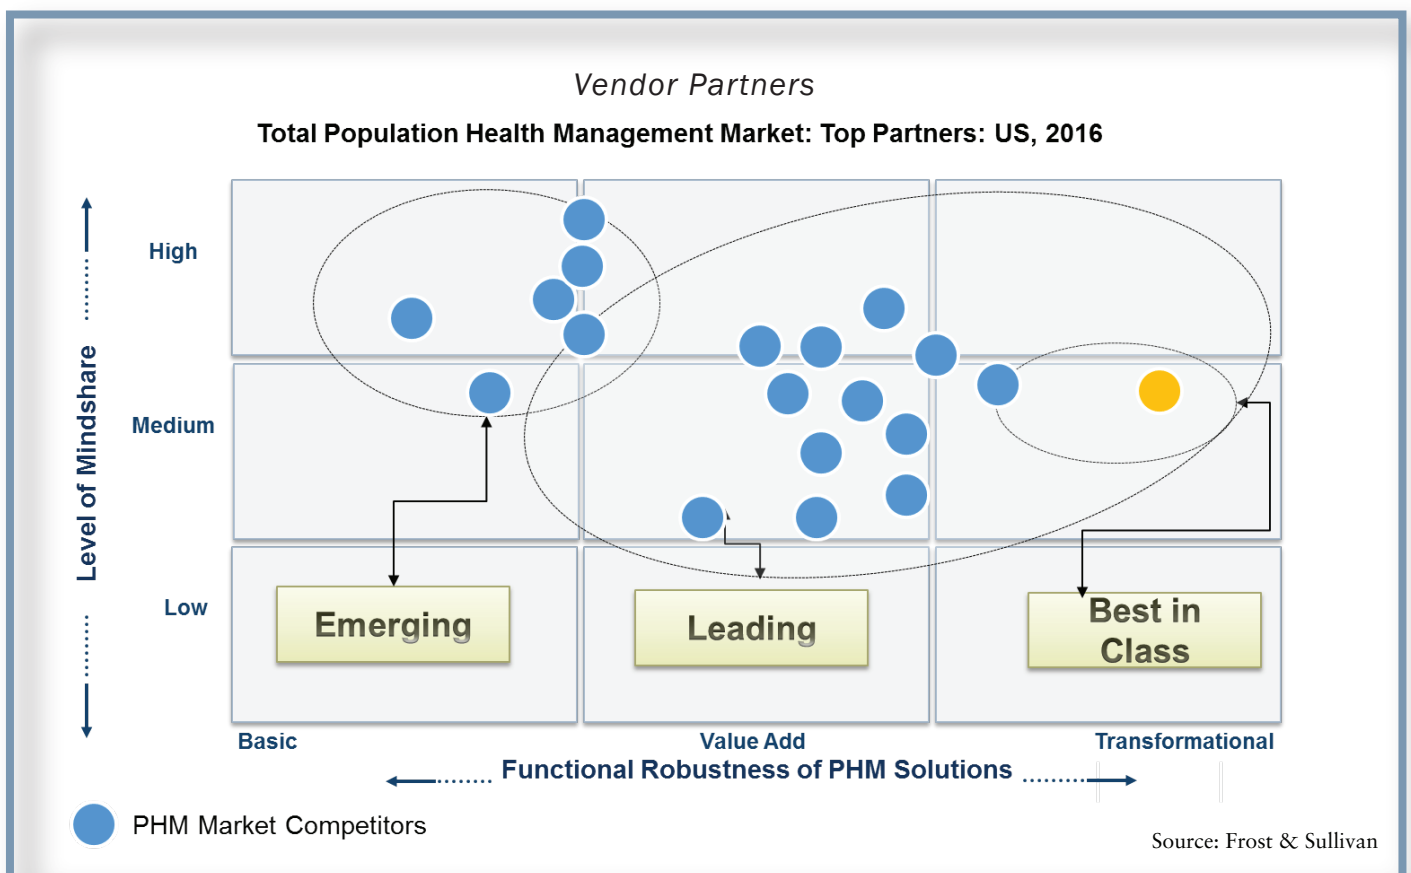 Vendor Partners
Total Population Health Management Market: Top Partners: US, 2016
High
Medium
Low
Level of Mindshare
Emerging
Leading
Best in
Class
Basic
Value Add
Transformational
Functional Robustness of PHM Solutions
PHM Market Competitors
Source: Frost & Sullivan